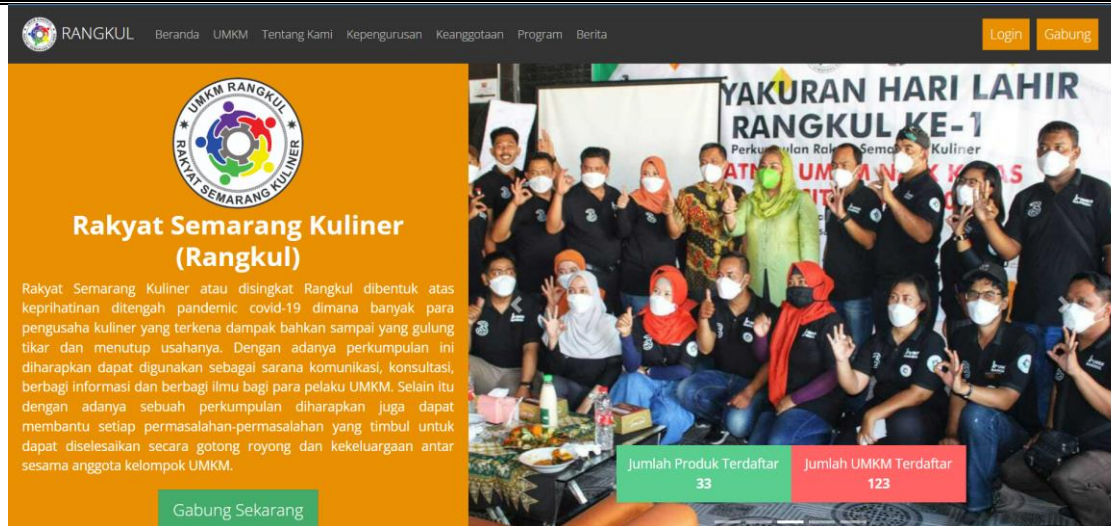 RANGKUL Beranda UMKM Tentang Kami Kepengurusan Keanggotaan Program Berita Login Gabung
UMKM RANGKUL
RAKYAT SEMARANG KULINER
Rakyat Semarang Kuliner
(Rangkul)
Rakyat Semarang Kuliner atau disingkat Rangkul dibentuk atas
keprihatinan ditengah pandemic covid-19 dimana banyak para
pengusaha kuliner yang terkena dampak bahkan sampai yang gulung
tikar dan menutup usahanya. Dengan adanya perkumpulan ini
diharapkan dapat digunakan sebagai sarana komunikasi, konsultasi,
berbagi informasi dan berbagi ilmu bagi para pelaku UMKM. Selain itu
dengan adanya sebuah perkumpulan diharapkan juga dapat
membantu setiap permasalahan-permasalahan yang timbul untuk
dapat diselesaikan secara gotong royong dan kekeluargaan antar
sesama anggota kelompok UMKM.
Gabung Sekarang
YAKURAN HARI LAHIR
RANGKUL KE-1
Perkumpulan Rakyat Semarang Kuliner
Jumlah Produk Terdaftar
33
Jumlah UMKM Terdaftar
123